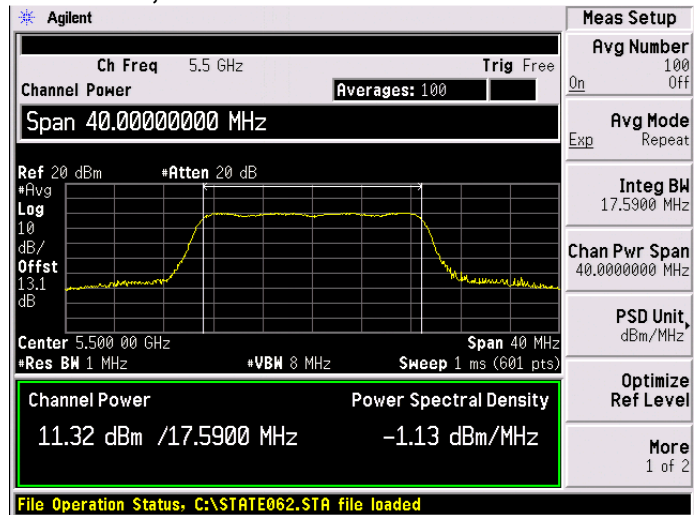 Agilent
Ch Freq 5.5 GHz Trig Free
Channel Power Averages: 100
Span 40.00000000 MHz
Ref 20 dBm #Atten 20 dB
#Avg
Log
10
dB/
Offst
13.1
dB
Center 5.500 00 GHz Span 40 MHz
#Res BW 1 MHz #VBW 8 MHz Sweep 1 ms (601 pts)
Channel Power Power Spectral Density
11.32 dBm /17.5900 MHz -1.13 dBm/MHz
File Operation Status, C:\STATE062.STA file loaded
Meas Setup
Avg Number
100
On Off
Avg Mode
Exp Repeat
Integ BW
17.5900 MHz
Chan Pwr Span
40.0000000 MHz
PSD Unit
dBm/MHz
Optimize
Ref Level
More
1 of 2